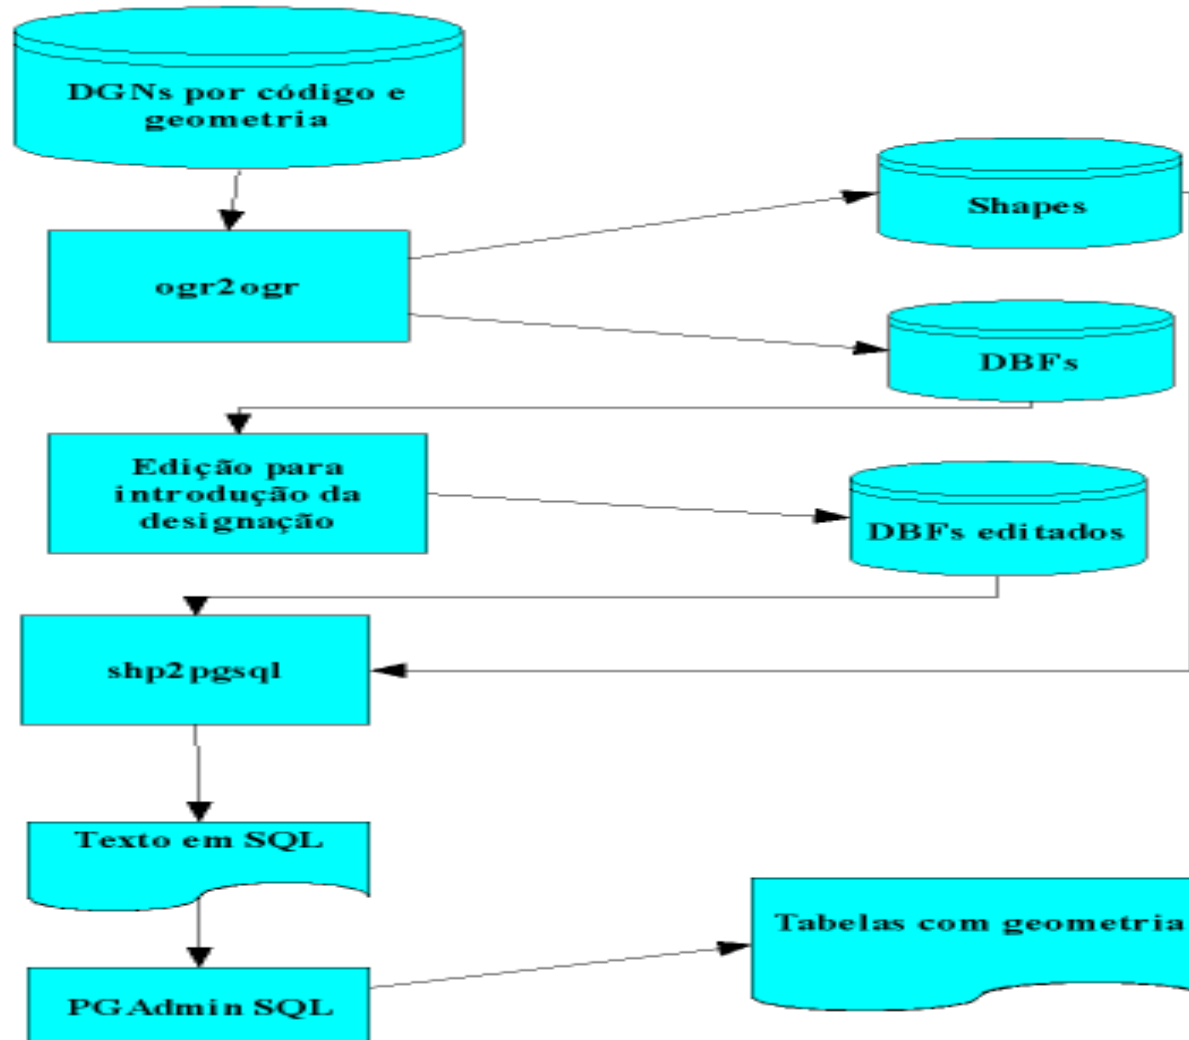 DGNs por código e
geometria
Shapes
ogr2ogr
DBFs
Edição para
introdução da
designação
DBFs editados
shp2pgsql
Texto em SQL
Tabelas com geometria
PGAdmin SQL